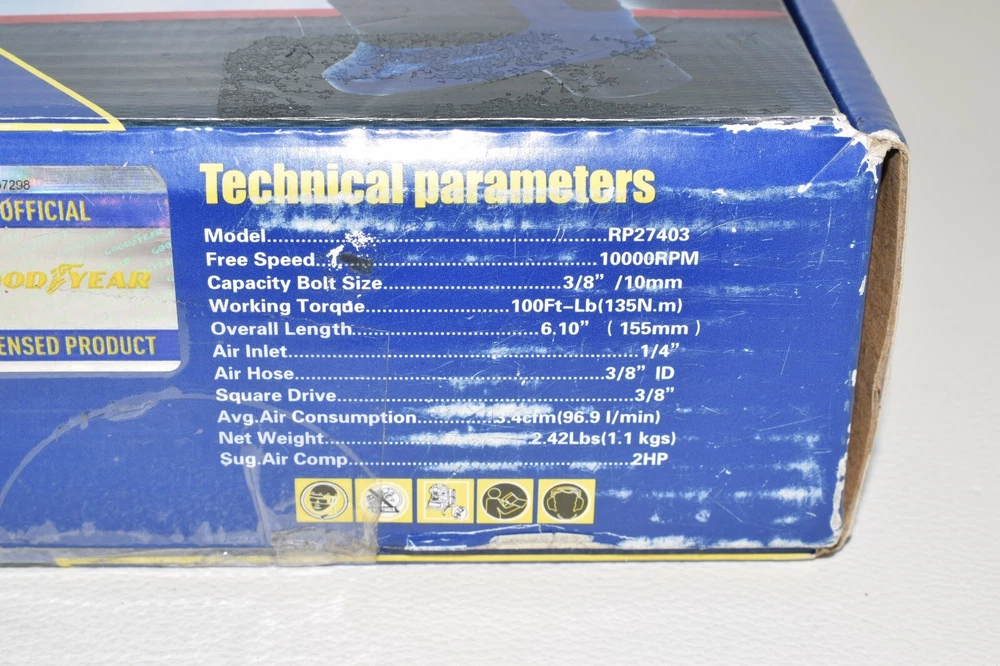 7298
OFFICIAL
GOODYEAR
OOD YEAR
ENSED PRODUCT
Technical parameters
Model..........RP27403
Free Speed..........10000RPM
Capacity Bolt Size..........3/8” /10mm
Working Torque..........100Ft-Lb(135N.m)
Overall Length..........6.10” ( 155mm )
Air Inlet..........1/4”
Air Hose..........3/8” ID
Square Drive..........3/8”
Avg.Air Consumption..........3.4cfm(96.9 l/min)
Net Weight..........2.42Lbs(1.1 kgs)
Sug.Air Comp..........2HP